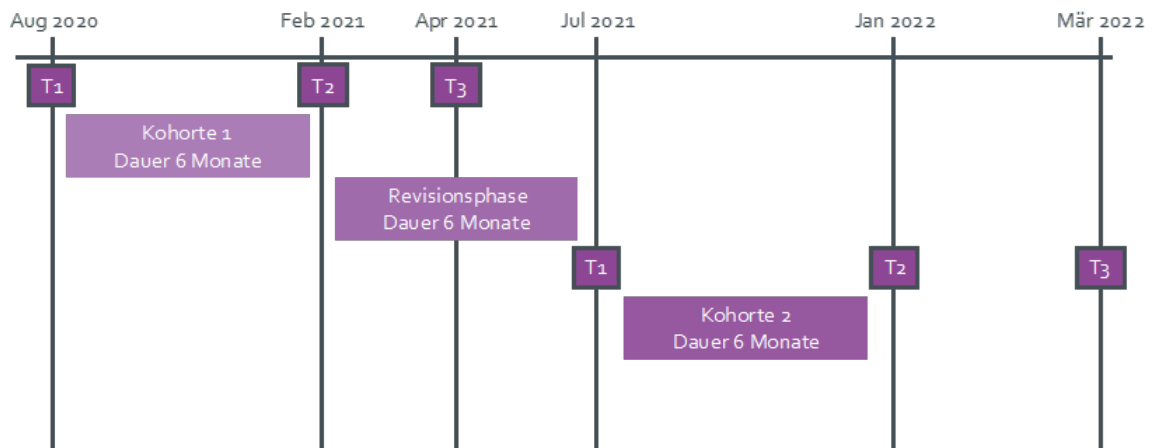 Aug 2020
Feb 2021
Apr 2021
Jul 2021
Jan 2022
Mär 2022
T1
T2
T3
Kohorte 1
Dauer 6 Monate
Revisionsphase
Dauer 6 Monate
T1
T2
T3
Kohorte 2
Dauer 6 Monate